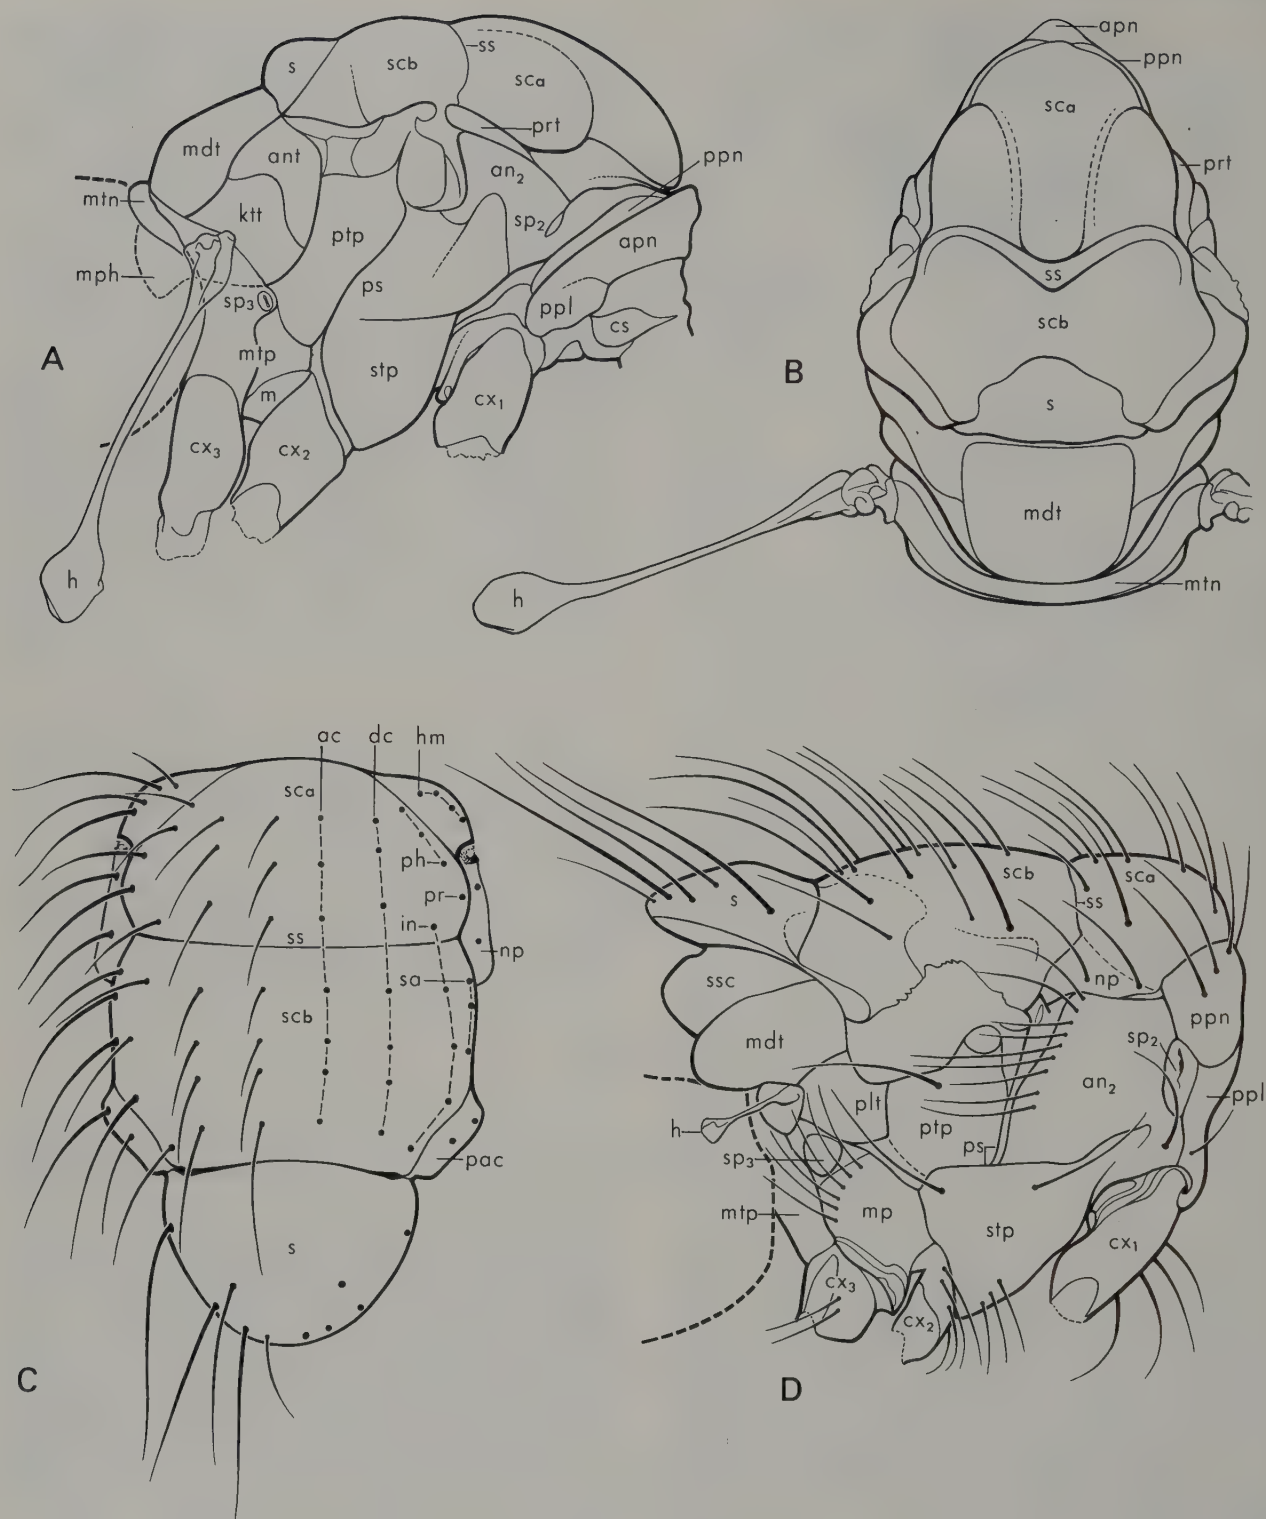 s
scb
ss
sca
prt
ppn
mdt
ant
an2
mtn
ktt
ptp
sp2
apn
mph
sp3
ps
ppl
cs
A
mtp
stp
m
cx1
cx3
cx2
h
apn
ppn
sca
prt
ss
scb
B
s
mdt
h
mtn
ac
dc
hm
sca
ph
pr
in
ss
np
sa
scb
pac
s
C
scb
sca
s
ss
ssc
np
ppn
mdt
sp2
an2
plt
ppl
h
ptp
ps
sp3
mtp
mp
stp
cx1
cx3
cx2
D